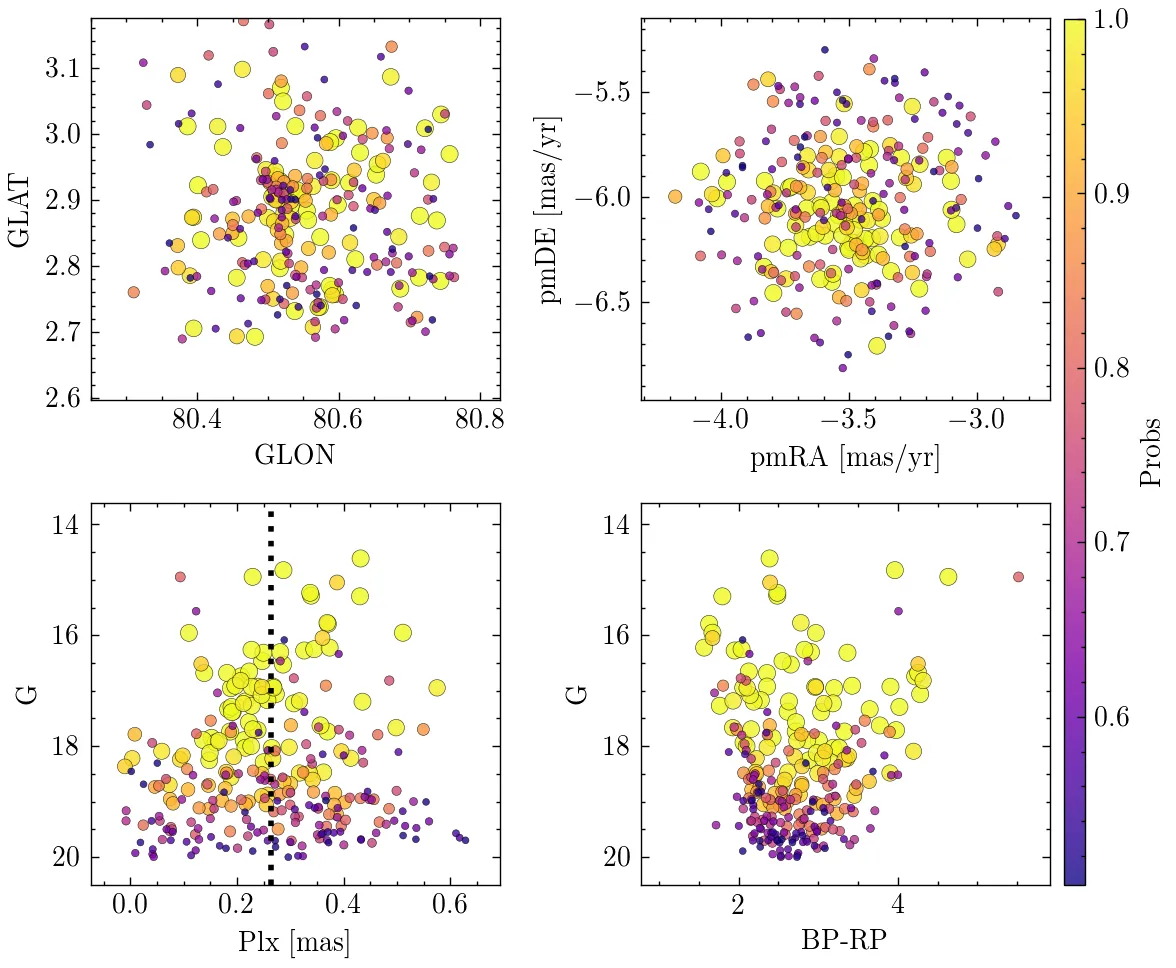 3.1
3.0
2.9
2.8
2.7
2.6
GLAT
80.4 80.6 80.8
GLON
−5.5
−6.0
−6.5
pmDE [mas/yr]
−4.0 −3.5 −3.0
pmRA [mas/yr]
1.0
0.9
0.8
0.7
0.6
Probs
14
16
18
20
G
0.0 0.2 0.4 0.6
Plx [mas]
14
16
18
20
G
2 4
BP-RP